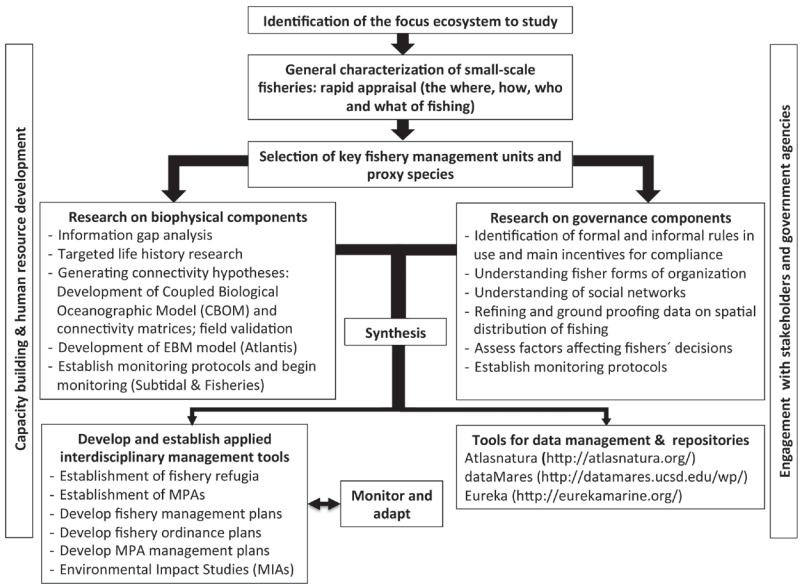 Identification of the focus ecosystem to study
General characterization of small-scale
fisheries: rapid appraisal (the where, how, who
and what of fishing)
Selection of key fishery management units and
proxy species
Capacity building & human resource development
Research on biophysical components
- Information gap analysis
- Targeted life history research
- Generating connectivity hypotheses:
Development of Coupled Biological
Oceanographic Model (CBOM) and
connectivity matrices; field validation
- Development of EBM model (Atlantis)
- Establish monitoring protocols and begin
monitoring (Subtidal & Fisheries)
Synthesis
Research on governance components
- Identification of formal and informal rules in
use and main incentives for compliance
- Understanding fisher forms of organization
- Understanding of social networks
- Refining and ground proofing data on spatial
distribution of fishing
- Assess factors affecting fishers´ decisions
- Establish monitoring protocols
Engagement with stakeholders and government agencies
Develop and establish applied
interdisciplinary management tools
- Establishment of fishery refugia
- Establishment of MPAs
- Develop fishery management plans
- Develop fishery ordinance plans
- Develop MPA management plans
- Environmental Impact Studies (MIAs)
Monitor and
adapt
Tools for data management & repositories
Atlasnatura (http://atlasnatura.org/)
dataMares (http://datamares.ucsd.edu/wp/)
Eureka (http://eurekamarine.org/)